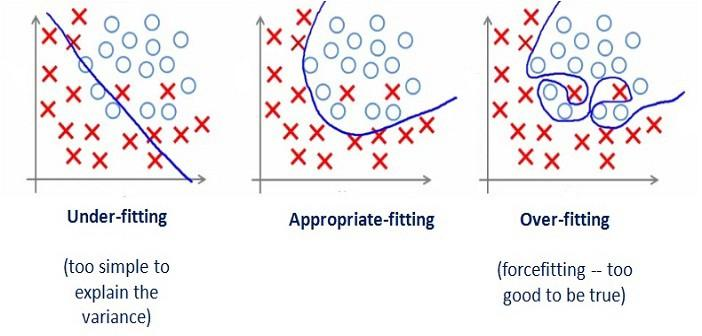 Under-fitting
Appropriate-fitting
Over-fitting
(too simple to
explain the
variance)
(forcefitting -- too
good to be true)